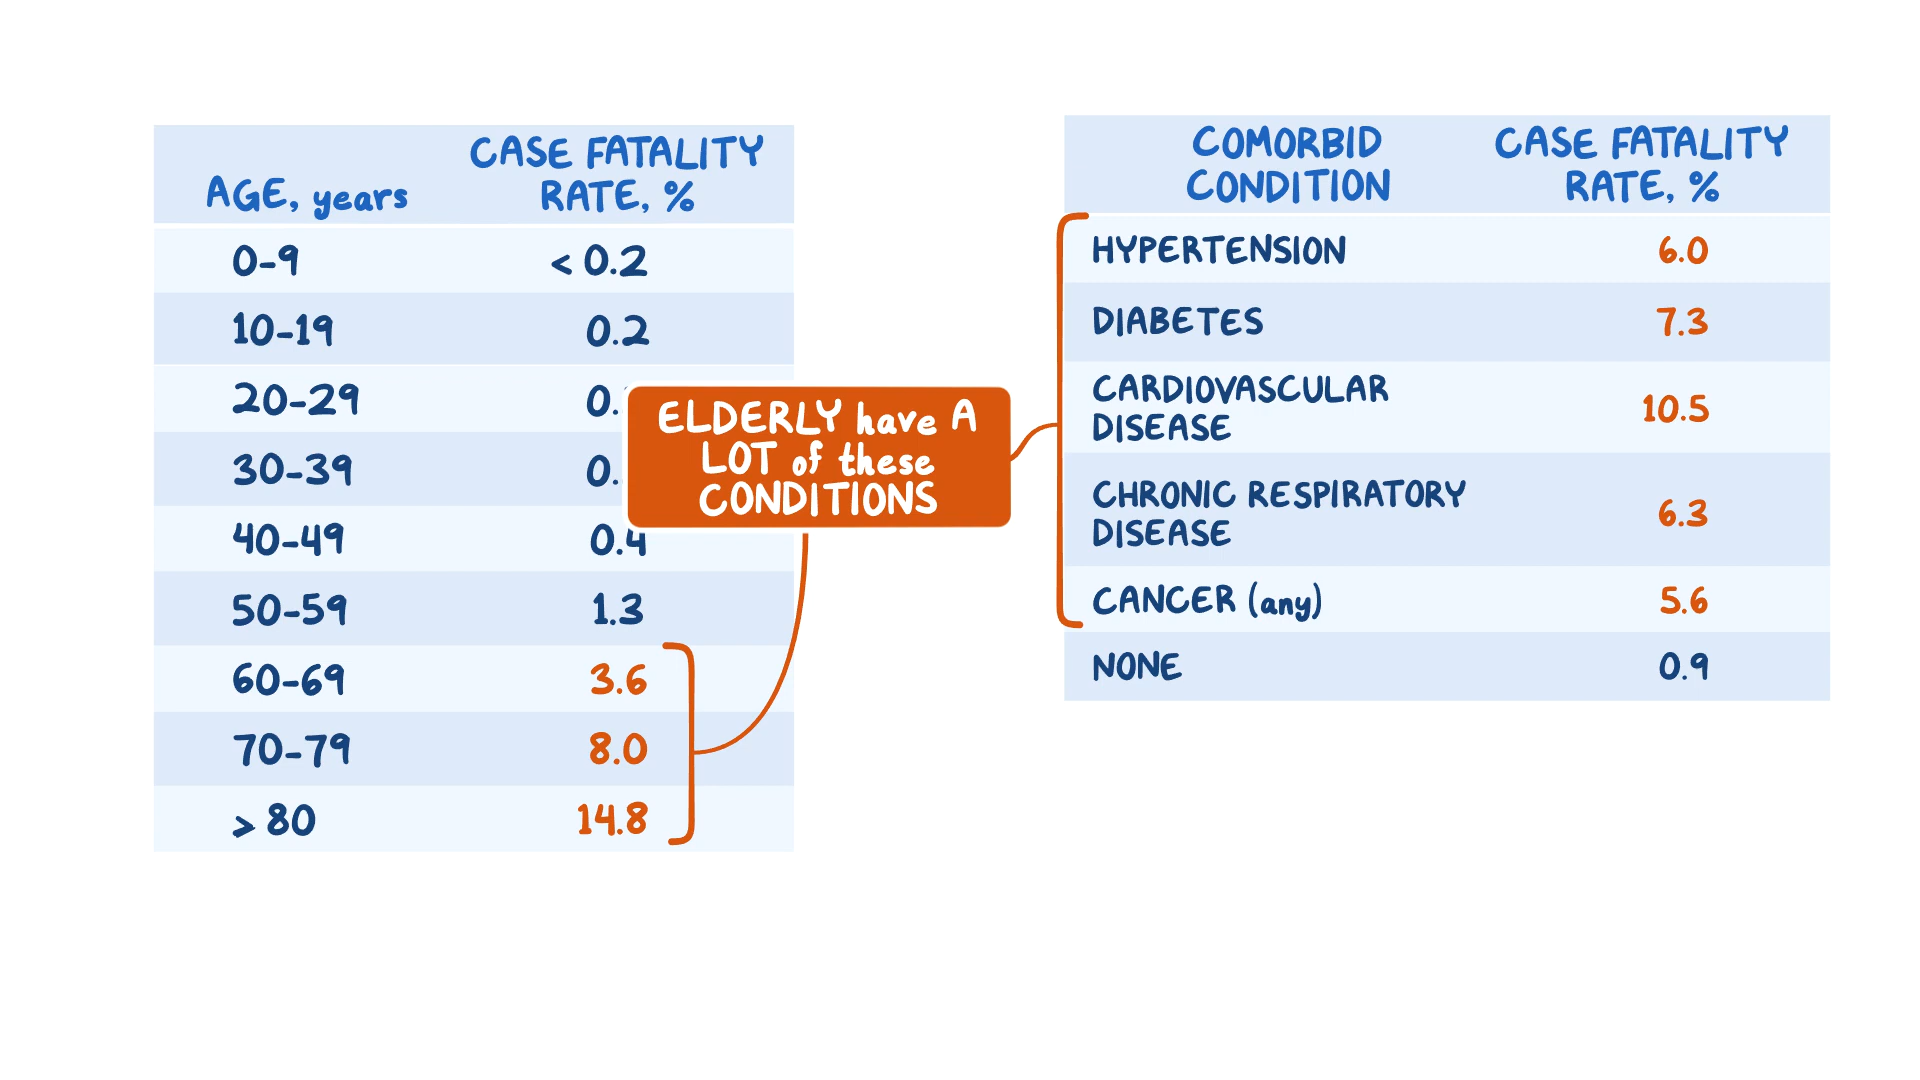 AGE, years CASE FATALITY RATE, %
0-9 < 0.2
10-19 0.2
20-29 0.
30-39 0.
40-49 0.4
50-59 1.3
60-69 3.6
70-79 8.0
> 80 14.8
ELDERLY have A
LOT of these
CONDITIONS
COMORBID CONDITION CASE FATALITY RATE, %
HYPERTENSION 6.0
DIABETES 7.3
CARDIOVASCULAR DISEASE 10.5
CHRONIC RESPIRATORY DISEASE 6.3
CANCER (any) 5.6
NONE 0.9